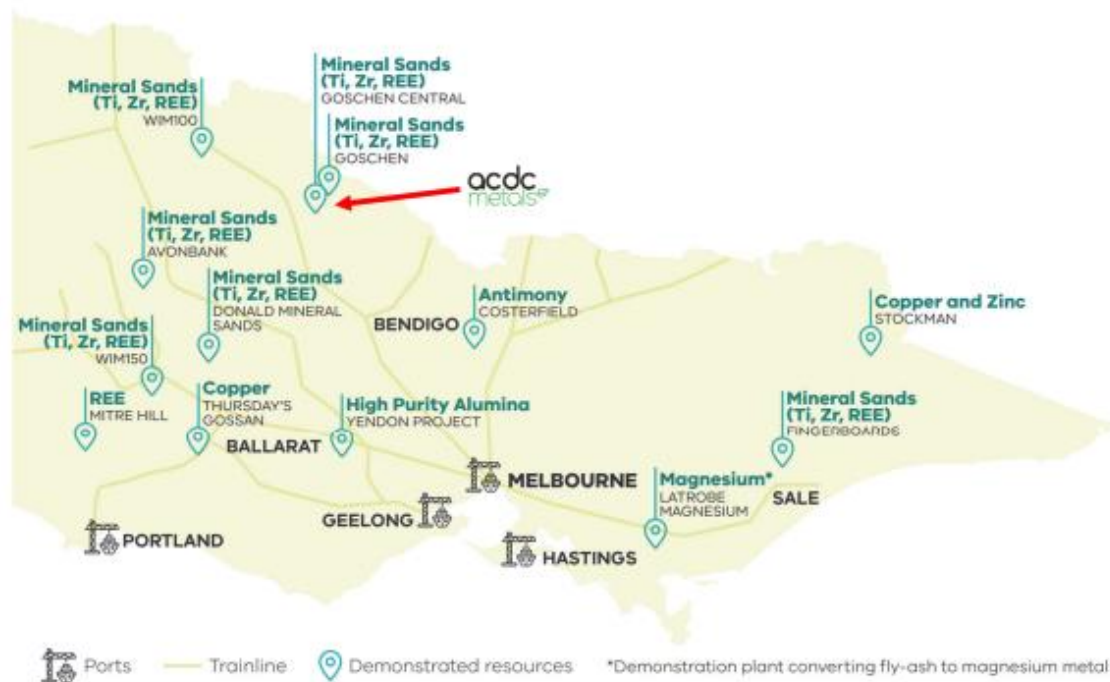 Mineral Sands
(Ti, Zr, REE)
GOSCHEN CENTRAL
Mineral Sands
(Ti, Zr, REE)
WIM100
Mineral Sands
(Ti, Zr, REE)
GOSCHEN
acdc
metals
Mineral Sands
(Ti, Zr, REE)
AVONBANK
Mineral Sands
(Ti, Zr, REE)
DONALD MINERAL
SANDS
Antimony
COSTERFIELD
BENDIGO
Copper and Zinc
STOCKMAN
Mineral Sands
(Ti, Zr, REE)
WIM150
REE
MITRE HILL
Copper
THURSDAY'S
GOSSAN
BALLARAT
High Purity Alumina
YENDON PROJECT
Mineral Sands
(Ti, Zr, REE)
FINGERBOARDS
MELBOURNE
Magnesium*
LATROBE
MAGNESIUM
SALE
GEELONG
PORTLAND
HASTINGS
Ports
Trainline
Demonstrated resources
*Demonstration plant converting fly-ash to magnesium metal